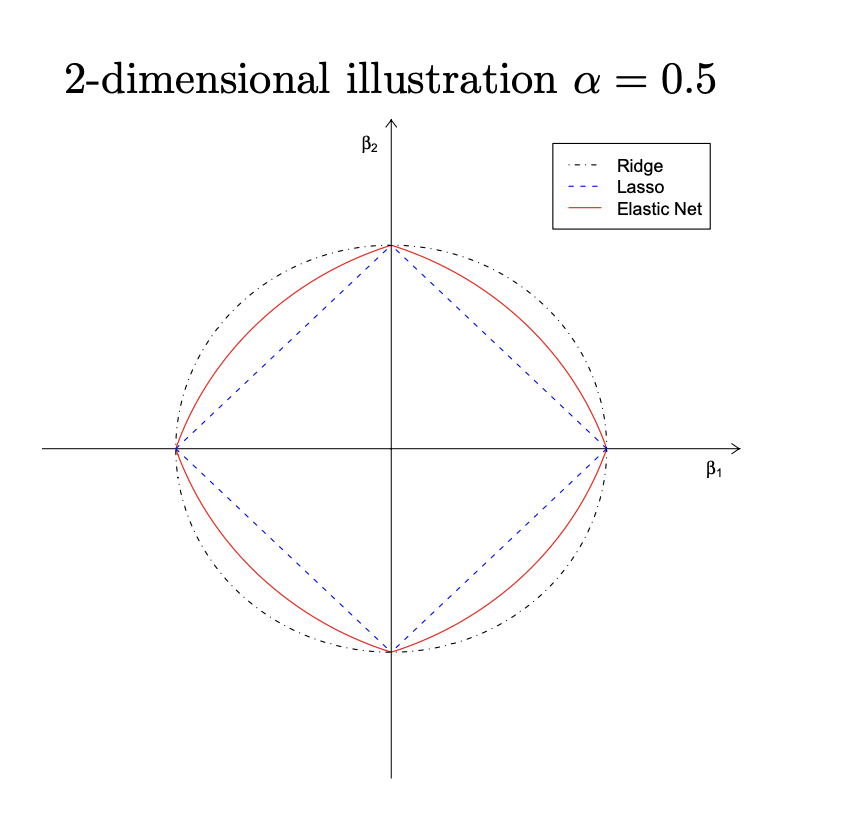 2-dimensional illustration α = 0.5
β₂
Ridge
Lasso
Elastic Net
β₁